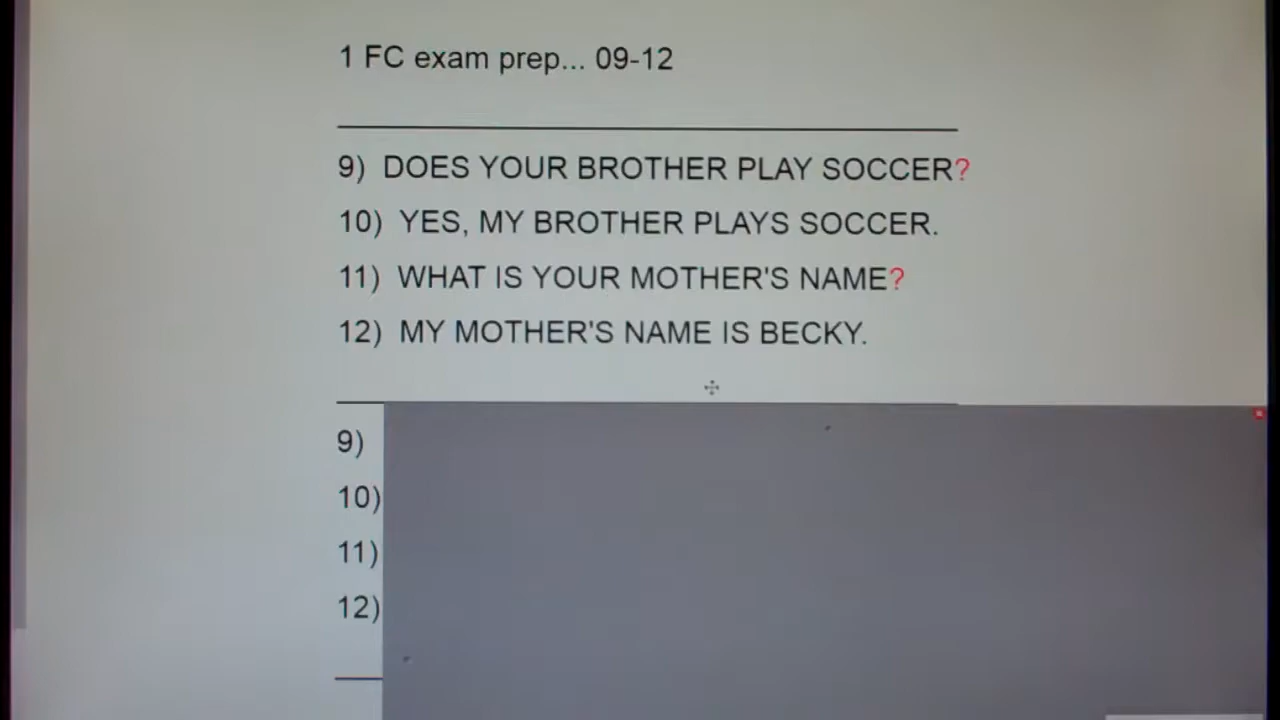 1 FC exam prep... 09-12
9) DOES YOUR BROTHER PLAY SOCCER?
10) YES, MY BROTHER PLAYS SOCCER.
11) WHAT IS YOUR MOTHER'S NAME?
12) MY MOTHER'S NAME IS BECKY.
9)
10)
11)
12)